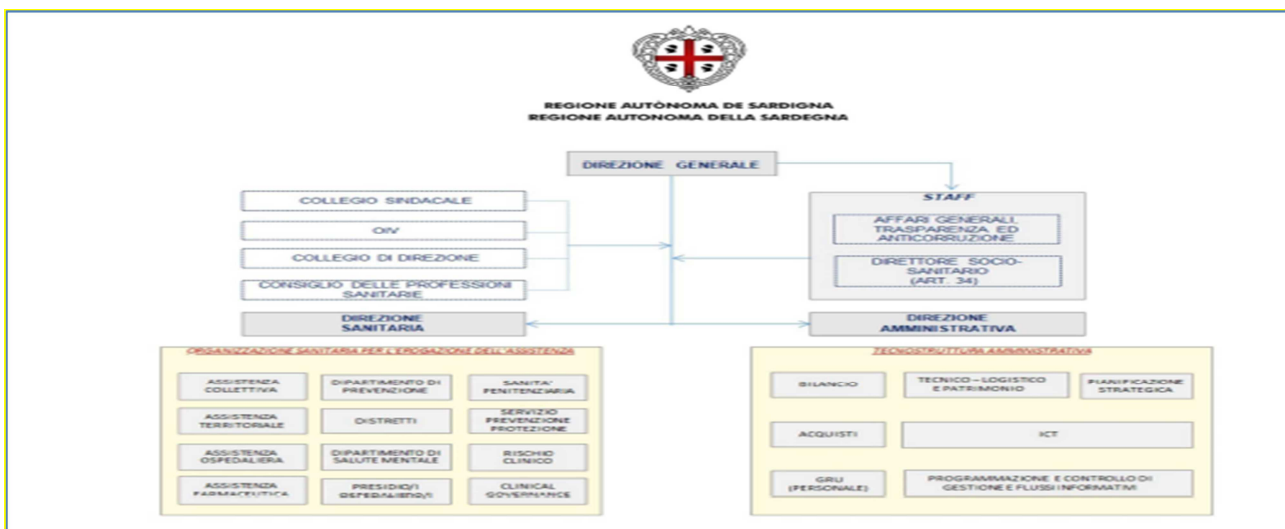 REGIONE AUTÒNOMA DE SARDIGNA
REGIONE AUTONOMA DELLA SARDEGNA
DIREZIONE GENERALE
COLLEGIO SINDACALE
OIV
COLLEGIO DI DIREZIONE
CONSIGLIO DELLE PROFESSIONI
SANITARIE
STAFF
AFFARI GENERALI,
TRASPARENZA ED
ANTICORRUZIONE
DIRETTORE SOCIO-
SANITARIO
(ART. 34)
DIREZIONE
SANITARIA
DIREZIONE
AMMINISTRATIVA
ORGANIZZAZIONE SANITARIA PER L'EROGAZIONE DELL'ASSISTENZA
ASSISTENZA
COLLETTIVA
DIPARTIMENTO DI
PREVENZIONE
SANITA'
PENITENZIARIA
ASSISTENZA
TERRITORIALE
DISTRETTI
SERVIZIO
PREVENZIONE
PROTEZIONE
ASSISTENZA
OSPEDALIERA
DIPARTIMENTO DI
SALUTE MENTALE
RISCHIO
CLINICO
ASSISTENZA
FARMACEUTICA
PRESIDIO/I
OSPEDALIERO/I
CLINICAL
GOVERNANCE
TECNOSTRUTTURA AMMINISTRATIVA
BILANCIO
TECNICO – LOGISTICO
E PATRIMONIO
PIANIFICAZIONE
STRATEGICA
ACQUISTI
ICT
GRU
(PERSONALE)
PROGRAMMAZIONE E CONTROLLO DI
GESTIONE E FLUSSI INFORMATIVI